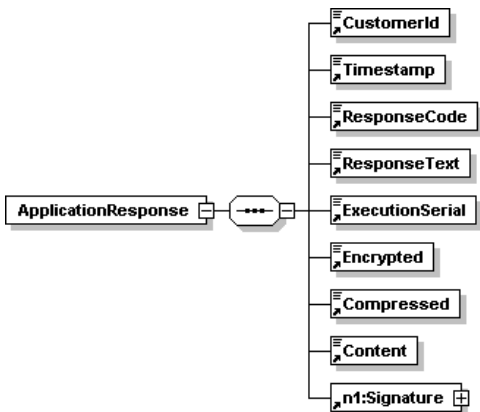 CustomerId
Timestamp
ResponseCode
ResponseText
ApplicationResponse
ExecutionSerial
Encrypted
Compressed
Content
n1:Signature